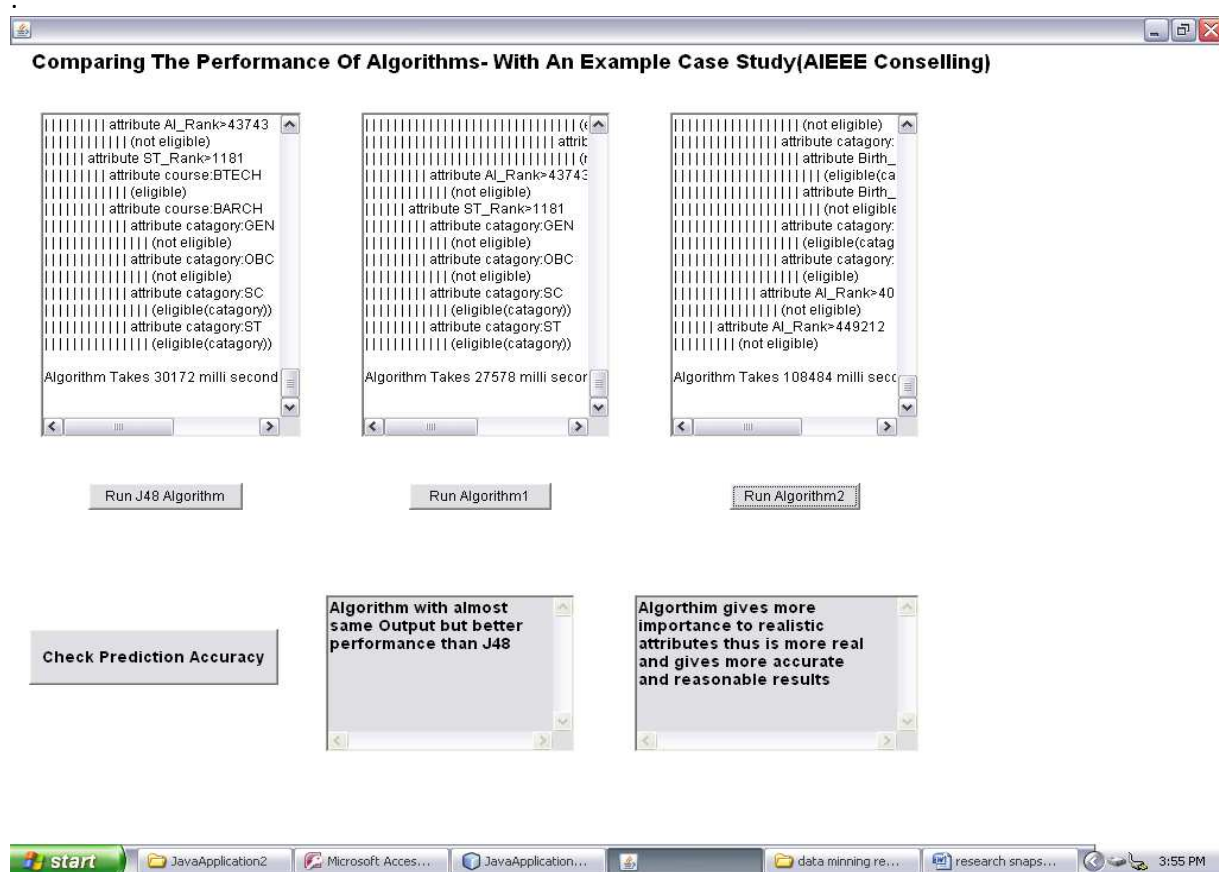 .
Comparing The Performance Of Algorithms- With An Example Case Study(AIEEE Conselling)
| | | | | | | | | attribute AI_Rank>43743
| | | | | | | | | | | | (not eligible)
| | | | | | attribute ST_Rank>1181
| | | | | | | | | attribute course:BTECH
| | | | | | | | | | | | (eligible)
| | | | | | | | | attribute course:BARCH
| | | | | | | | | | | | attribute catagory:GEN
| | | | | | | | | | | | | | | (not eligible)
| | | | | | | | | | | | attribute catagory:OBC
| | | | | | | | | | | | | | | (not eligible)
| | | | | | | | | | | | attribute catagory:SC
| | | | | | | | | | | | | | | (eligible(catagory))
| | | | | | | | | | | | attribute catagory:ST
| | | | | | | | | | | | | | | (eligible(catagory))
Algorithm Takes 30172 milli second
| | | | | | | | | | | | | | | | | | | | | | | | | | | | | | (e
attrib
| | | | | | | | | | | | | | | | | | | | | | | | | | | | | | (r
| | | | | | | | | attribute AI_Rank>43743
| | | | | | | | | | | | (not eligible)
| | | | | | attribute ST_Rank>1181
| | | | | | | | | attribute catagory:GEN
| | | | | | | | | | | | (not eligible)
| | | | | | | | | attribute catagory:OBC
| | | | | | | | | | | | (not eligible)
| | | | | | | | | attribute catagory:SC
| | | | | | | | | | | | (eligible(catagory))
| | | | | | | | | attribute catagory:ST
| | | | | | | | | | | | (eligible(catagory))
Algorithm Takes 27578 milli secor
| | | | | | | | | | | | | | | | | | (not eligible)
| | | | | | | | | | | | | | | attribute catagory:
| | | | | | | | | | | | | | | | | | attribute Birth_
| | | | | | | | | | | | | | | | | | | | | (eligible(ca
| | | | | | | | | | | | | | | | | | attribute Birth_
| | | | | | | | | | | | | | | | | | | | | (not eligible
| | | | | | | | | | | | | | | attribute catagory:
| | | | | | | | | | | | | | | | | | (eligible(catag
| | | | | | | | | | | | | | | attribute catagory:
| | | | | | | | | | | | | | | | | | (eligible)
| | | | | | | | | | | | attribute AI_Rank>40
| | | | | | | | | | | | | | | (not eligible)
| | | | | | attribute AI_Rank>449212
| | | | | | | | | (not eligible)
Algorithm Takes 108484 milli sec
Run J48 Algorithm
Run Algorithm1
Run Algorithm2
Check Prediction Accuracy
Algorithm with almost
same Output but better
performance than J48
Algorthim gives more
importance to realistic
attributes thus is more real
and gives more accurate
and reasonable results
start
JavaApplication2
Microsoft Acces...
JavaApplication...
data minning re...
research snaps...
3:55 PM